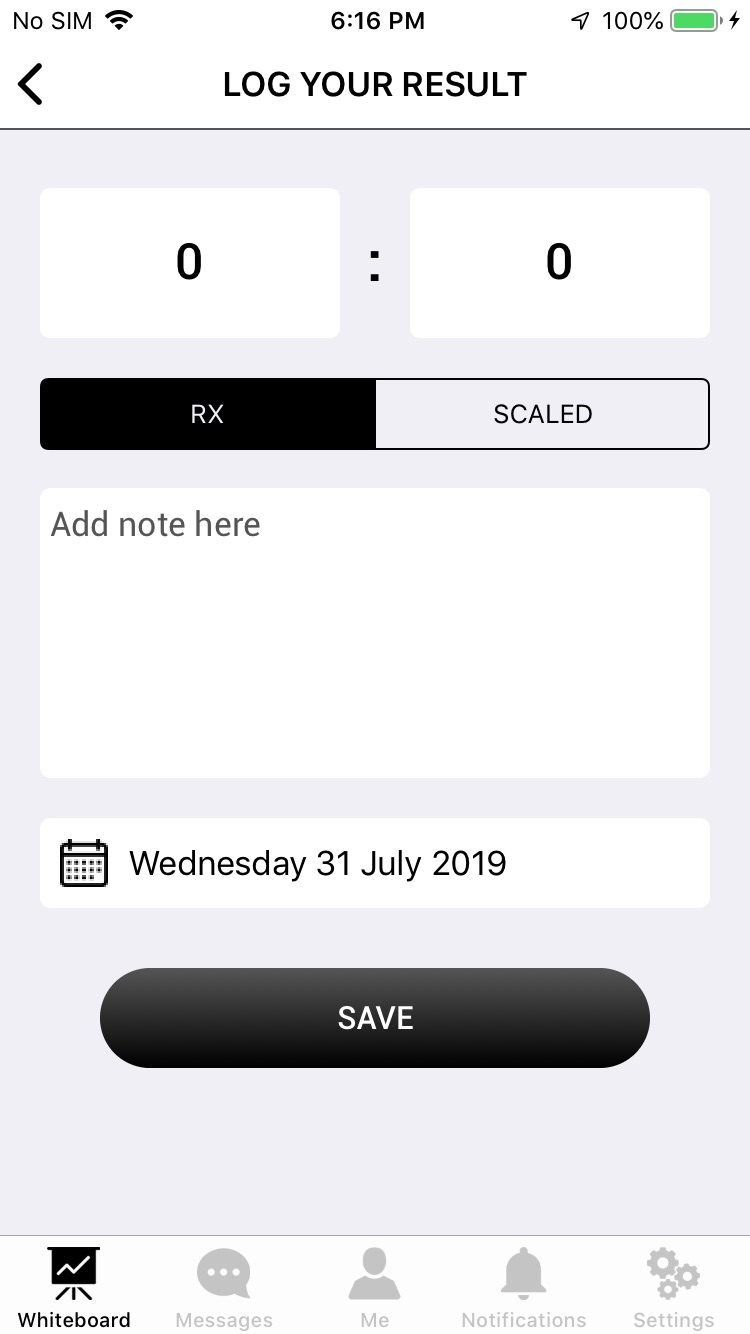 No SIM 6:16 PM 100%
LOG YOUR RESULT
0 : 0
RX SCALED
Add note here
Wednesday 31 July 2019
SAVE
Whiteboard Messages Me Notifications Settings